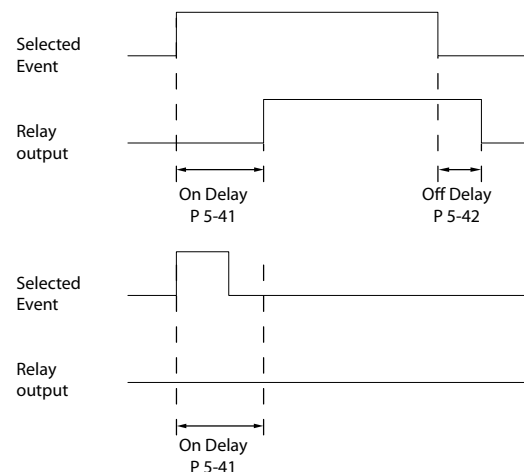 Selected
Event
Relay
output
On Delay
P 5-41
Off Delay
P 5-42
Selected
Event
Relay
output
On Delay
P 5-41